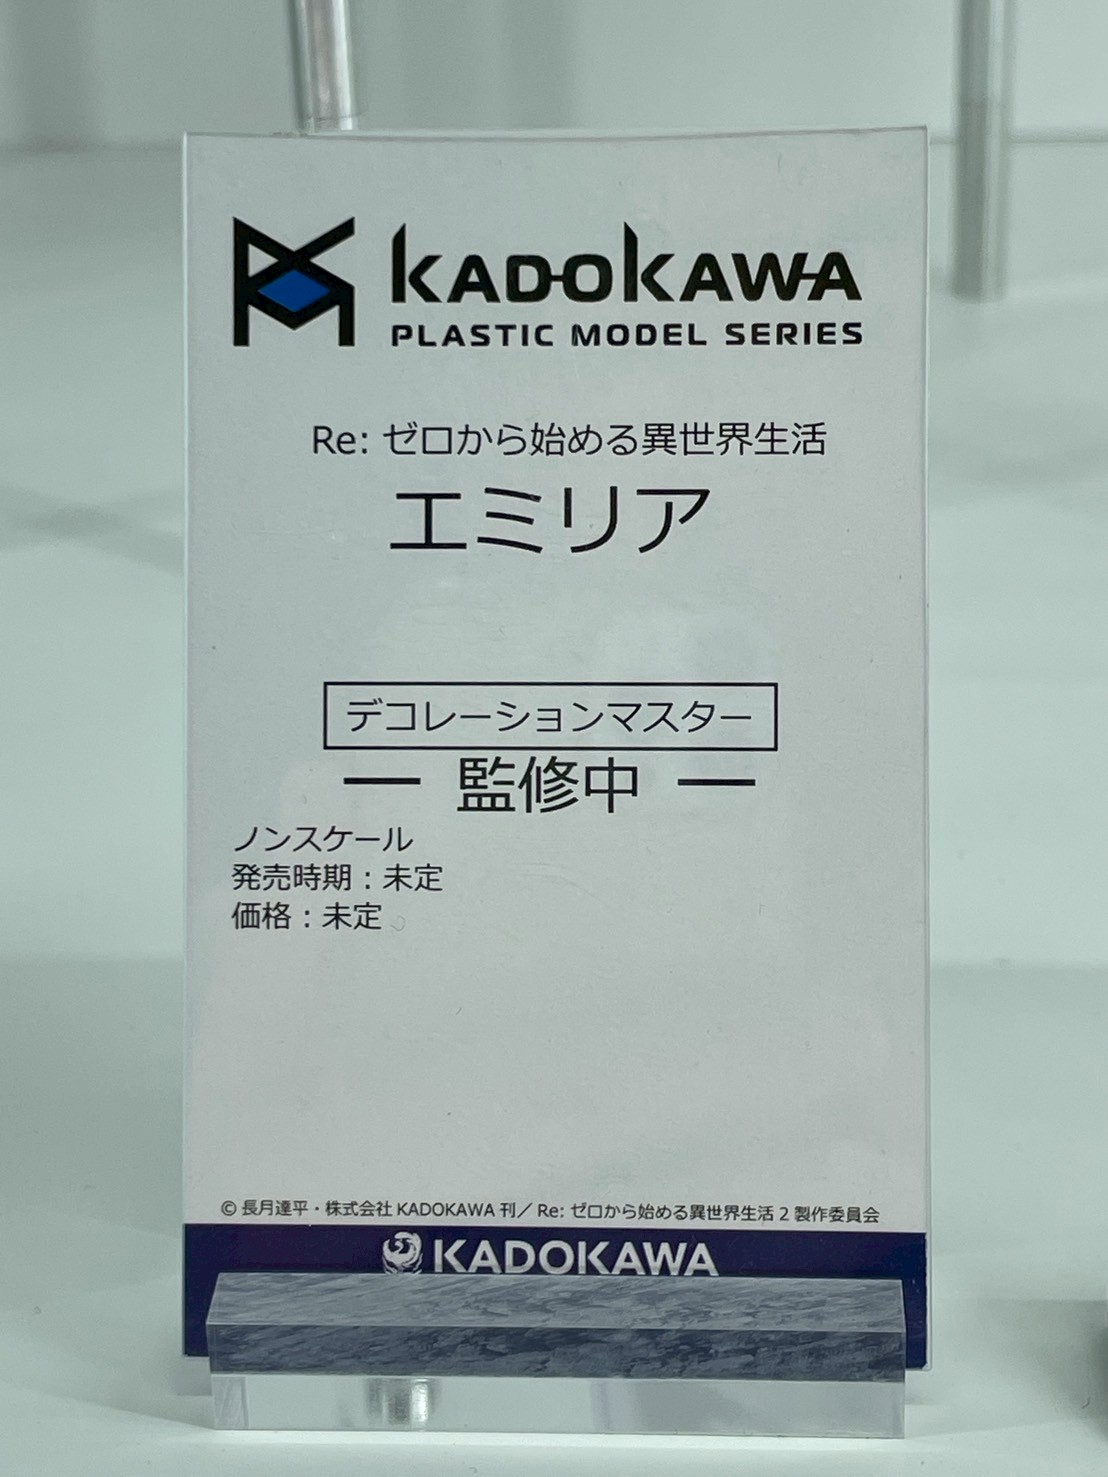 KADOKAWA
PLASTIC MODEL SERIES
Re: ゼロから始める異世界生活
エミリア
デコレーションマスター
― 監修中 ―
ノンスケール
発売時期：未定
価格：未定
© 長月達平・株式会社 KADOKAWA 刊／ Re: ゼロから始める異世界生活 2 製作委員会
KADOKAWA